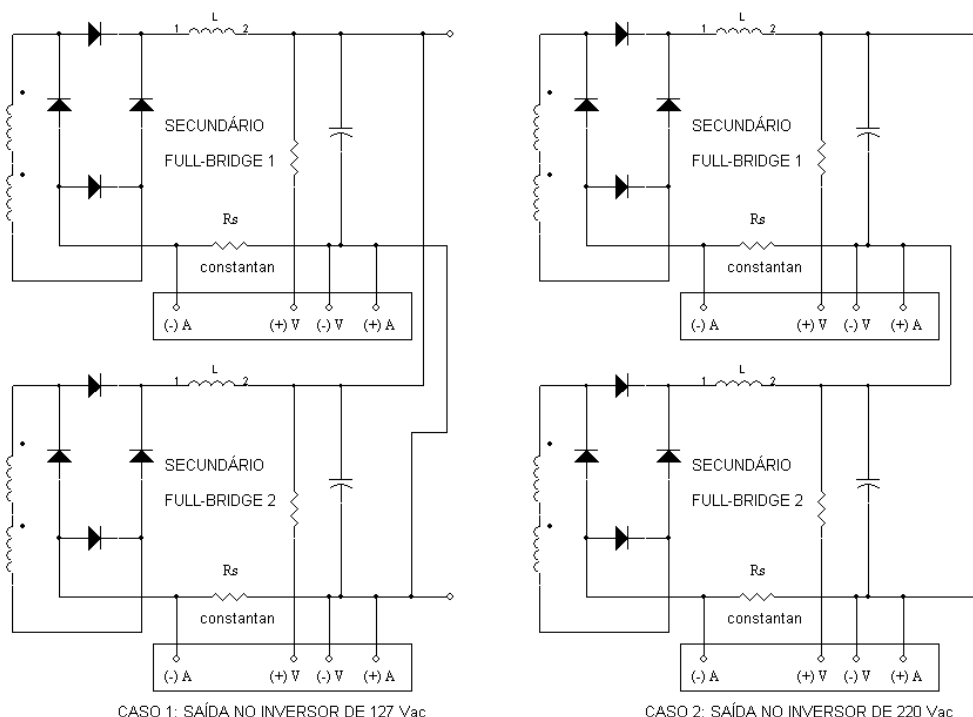 L
1 2
SECUNDÁRIO
FULL-BRIDGE 1
Rs
constantan
(-) A (+) V (-) V (+) A
L
1 2
SECUNDÁRIO
FULL-BRIDGE 2
Rs
constantan
(-) A (+) V (-) V (+) A
CASO 1: SAÍDA NO INVERSOR DE 127 Vac
L
1 2
SECUNDÁRIO
FULL-BRIDGE 1
Rs
constantan
(-) A (+) V (-) V (+) A
L
1 2
SECUNDÁRIO
FULL-BRIDGE 2
Rs
constantan
(-) A (+) V (-) V (+) A
CASO 2: SAÍDA NO INVERSOR DE 220 Vac